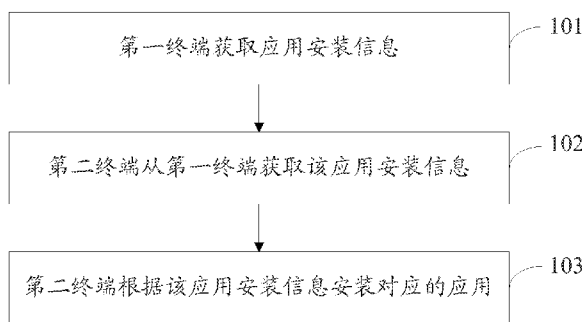 第一终端获取应用安装信息
101
第二终端从第一终端获取该应用安装信息
102
第二终端根据该应用安装信息安装对应的应用
103